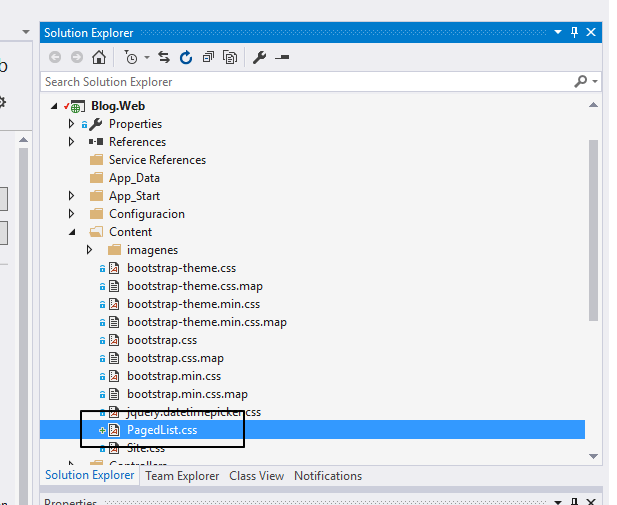 Solution Explorer
Search Solution Explorer
Blog.Web
Properties
References
Service References
App_Data
App_Start
Configuracion
Content
imagenes
bootstrap-theme.css
bootstrap-theme.css.map
bootstrap-theme.min.css
bootstrap-theme.min.css.map
bootstrap.css
bootstrap.css.map
bootstrap.min.css
bootstrap.min.css.map
jquery.datetimepicker.css
PagedList.css
Site.css
Controllers
Solution Explorer Team Explorer Class View Notifications
Properties